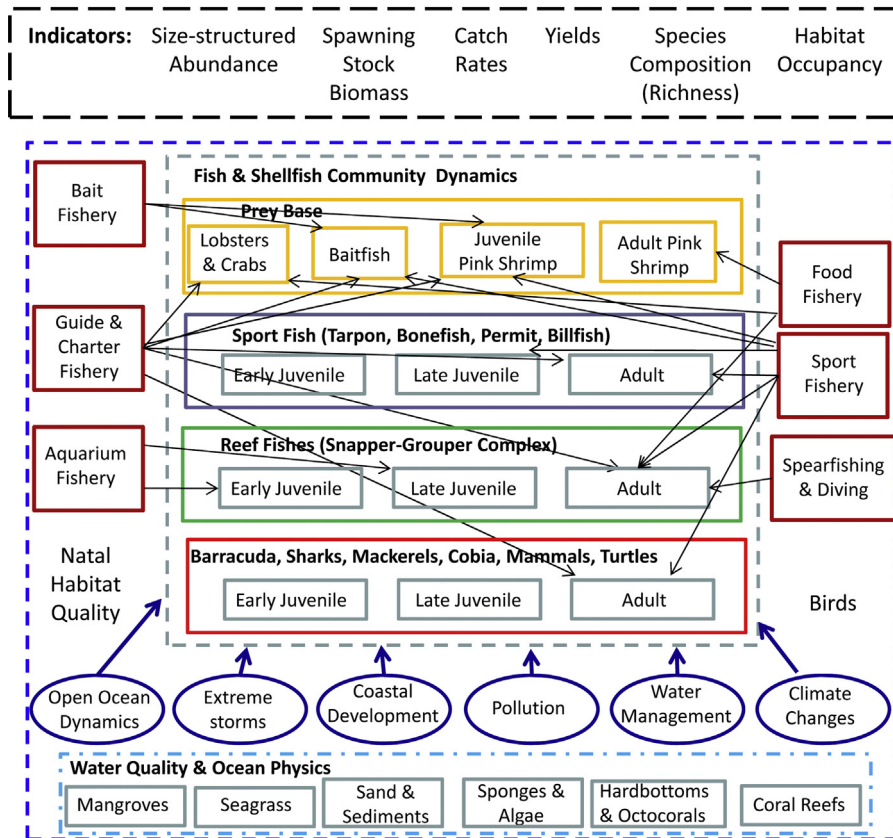 Indicators:
Size-structured
Abundance
Spawning
Stock
Biomass
Catch
Rates
Yields
Species
Composition
(Richness)
Habitat
Occupancy
Bait
Fishery
Guide &
Charter
Fishery
Aquarium
Fishery
Natal
Habitat
Quality
Fish & Shellfish Community Dynamics
Prey Base
Lobsters
& Crabs
Baitfish
Juvenile
Pink Shrimp
Adult Pink
Shrimp
Sport Fish (Tarpon, Bonefish, Permit, Billfish)
Early Juvenile
Late Juvenile
Adult
Reef Fishes (Snapper-Grouper Complex)
Early Juvenile
Late Juvenile
Adult
Barracuda, Sharks, Mackerels, Cobia, Mammals, Turtles
Early Juvenile
Late Juvenile
Adult
Food
Fishery
Sport
Fishery
Spearfishing
& Diving
Birds
Open Ocean
Dynamics
Extreme
storms
Coastal
Development
Pollution
Water
Management
Climate
Changes
Water Quality & Ocean Physics
Mangroves
Seagrass
Sand &
Sediments
Sponges &
Algae
Hardbottoms
& Octocorals
Coral Reefs